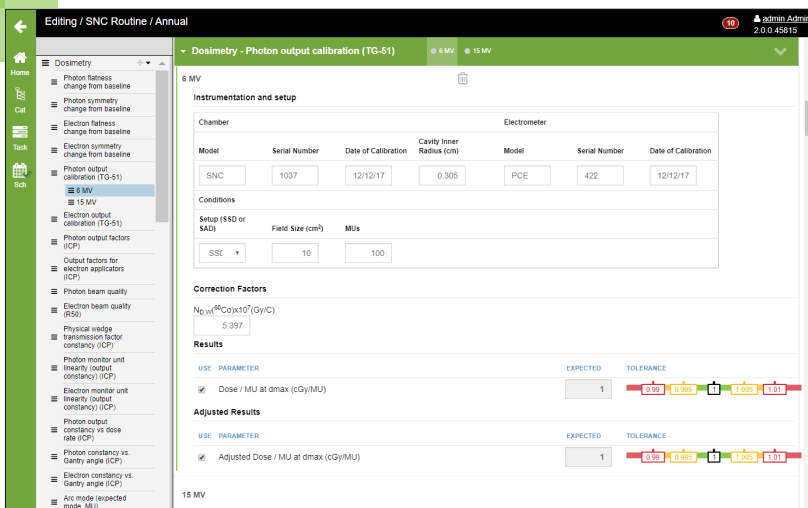 Editing / SNC Routine / Annual
10
admin Admi
2.0.0.45815
Home
Cat
Task
Sch
Dosimetry
Photon flatness
change from baseline
Photon symmetry
change from baseline
Electron flatness
change from baseline
Electron symmetry
change from baseline
Photon output
calibration (TG-51)
6 MV
15 MV
Electron output
calibration (TG-51)
Photon output factors
(ICP)
Output factors for
electron applicators
(ICP)
Photon beam quality
Electron beam quality
(R50)
Physical wedge
transmission factor
constancy (ICP)
Photon monitor unit
linearity (output
constancy) (ICP)
Electron monitor unit
linearity (output
constancy) (ICP)
Photon output
constancy vs dose
rate (ICP)
Photon constancy vs.
Gantry angle (ICP)
Electron constancy vs.
Gantry angle (ICP)
Arc mode (expected
mode, MU)
Dosimetry - Photon output calibration (TG-51)
6 MV
15 MV
6 MV
Instrumentation and setup
Chamber
Electrometer
Model
Serial Number
Date of Calibration
Cavity Inner
Radius (cm)
Model
Serial Number
Date of Calibration
SNC
1037
12/12/17
0.305
PCE
422
12/12/17
Conditions
Setup (SSD or
SAD)
Field Size (cm²)
MUs
SSD
10
100
Correction Factors
N_D,W(⁶⁰Co)x10⁷(Gy/C)
5.397
Results
USE PARAMETER EXPECTED TOLERANCE
Dose / MU at dmax (cGy/MU) 1 0.99 0.995 1 1.005 1.01
Adjusted Results
USE PARAMETER EXPECTED TOLERANCE
Adjusted Dose / MU at dmax (cGy/MU) 1 0.99 0.995 1 1.005 1.01
15 MV